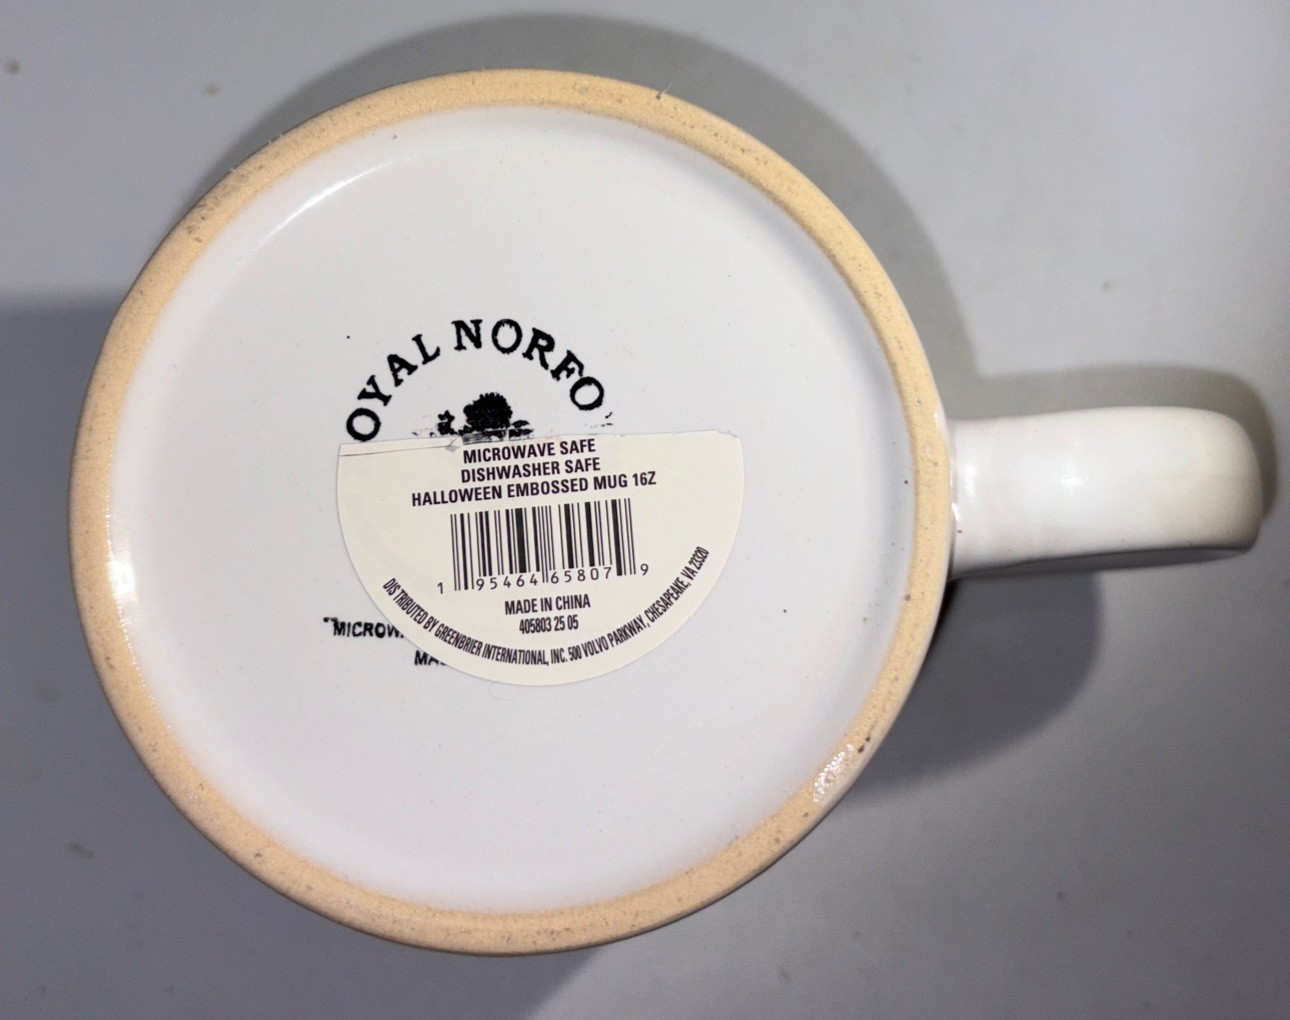 OYAL NORFO
MICROWAVE SAFE
DISHWASHER SAFE
HALLOWEEN EMBOSSED MUG 16Z
1 95464 65807 9
MADE IN CHINA
405803 25 05
DISTRIBUTED BY GREENBRIER INTERNATIONAL, INC. 500 VOLVO PARKWAY, CHESAPEAKE, VA 23320
"MICROW
MA